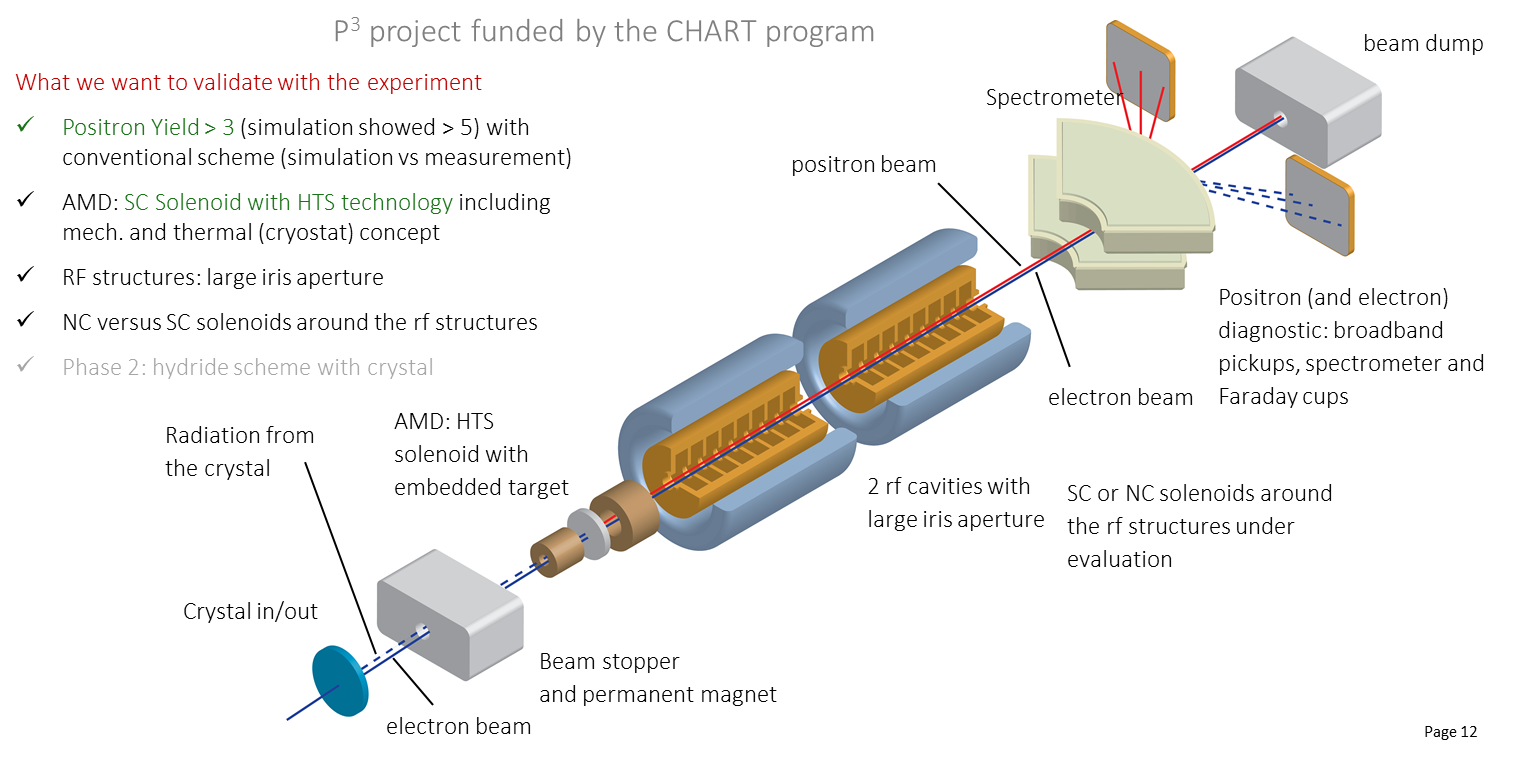 P³ project funded by the CHART program
What we want to validate with the experiment
✓ Positron Yield > 3 (simulation showed > 5) with
conventional scheme (simulation vs measurement)
✓ AMD: SC Solenoid with HTS technology including
mech. and thermal (cryostat) concept
✓ RF structures: large iris aperture
✓ NC versus SC solenoids around the rf structures
✓ Phase 2: hydride scheme with crystal
beam dump
Spectrometer
positron beam
Positron (and electron)
diagnostic: broadband
pickups, spectrometer and
Faraday cups
electron beam
AMD: HTS
solenoid with
embedded target
Radiation from
the crystal
2 rf cavities with
large iris aperture
SC or NC solenoids around
the rf structures under
evaluation
Crystal in/out
Beam stopper
and permanent magnet
electron beam
Page 12